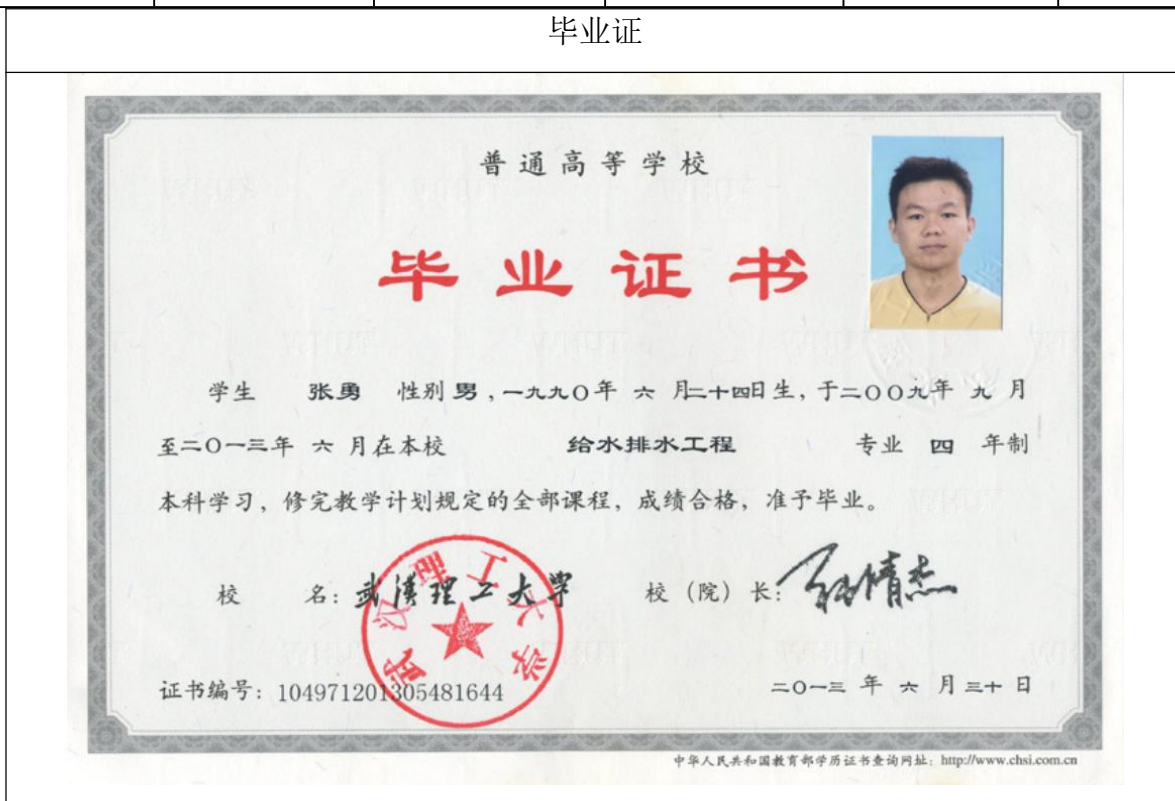 毕业证
普通高等学校
毕业证书
学生 张勇 性别 男，一九九〇年 六 月二十四日生，于二〇〇九年 九 月
至二〇一三年 六 月在本校 给水排水工程 专业 四 年制
本科学习，修完教学计划规定的全部课程，成绩合格，准予毕业。
校 名：武汉理工大学 校（院）长：
武汉理工大学
证书编号：104971201305481644 二〇一三 年 六 月 三十 日
中华人民共和国教育部学历证书查询网址：http://www.chsi.com.cn